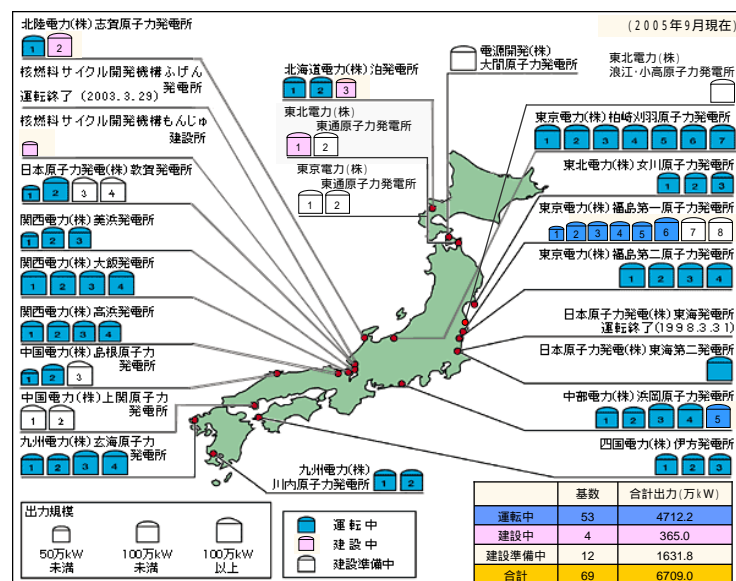 (2005年9月現在)
北陸電力(株)志賀原子力発電所
1 2
核燃料サイクル開発機構ふげん
発電所
運転終了 (2003.3.29)
核燃料サイクル開発機構もんじゅ
建設所
日本原子力発電(株)敦賀発電所
1 2 3 4
関西電力(株)美浜発電所
1 2 3
関西電力(株)大飯発電所
1 2 3 4
関西電力(株)高浜発電所
1 2 3 4
中国電力(株)島根原子力
発電所
1 2 3
中国電力(株)上関原子力
発電所
1 2
九州電力(株)玄海原子力
発電所
1 2 3 4
北海道電力(株)泊発電所
1 2 3
東北電力(株)
東通原子力発電所
1 2
東京電力(株)
東通原子力発電所
1 2
電源開発(株)
大間原子力発電所
東北電力(株)
浪江・小高原子力発電所
東京電力(株)柏崎刈羽原子力発電所
1 2 3 4 5 6 7
東北電力(株)女川原子力発電所
1 2 3
東京電力(株)福島第一原子力発電所
1 2 3 4 5 6 7 8
東京電力(株)福島第二原子力発電所
1 2 3 4
日本原子力発電(株)東海発電所
運転終了(1998.3.31)
日本原子力発電(株)東海第二発電所
中部電力(株)浜岡原子力発電所
1 2 3 4 5
四国電力(株)伊方発電所
1 2 3
九州電力(株)
川内原子力発電所
1 2
出力規模
50万kW
未満
100万kW
未満
100万kW
以上
運転中
建設中
建設準備中
基数 合計出力(万kW)
運転中 53 4712.2
建設中 4 365.0
建設準備中 12 1631.8
合計 69 6709.0